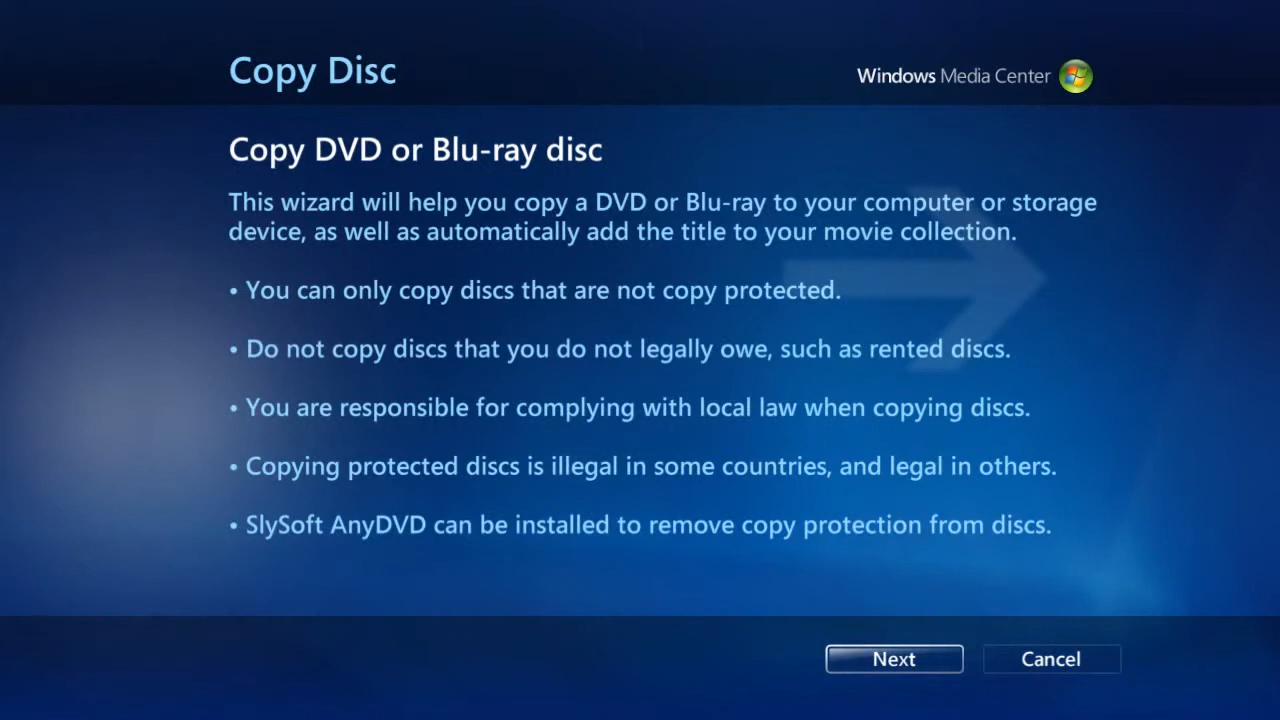 Copy Disc
Windows Media Center
Copy DVD or Blu-ray disc
This wizard will help you copy a DVD or Blu-ray to your computer or storage
device, as well as automatically add the title to your movie collection.
• You can only copy discs that are not copy protected.
• Do not copy discs that you do not legally owe, such as rented discs.
• You are responsible for complying with local law when copying discs.
• Copying protected discs is illegal in some countries, and legal in others.
• SlySoft AnyDVD can be installed to remove copy protection from discs.
Next
Cancel